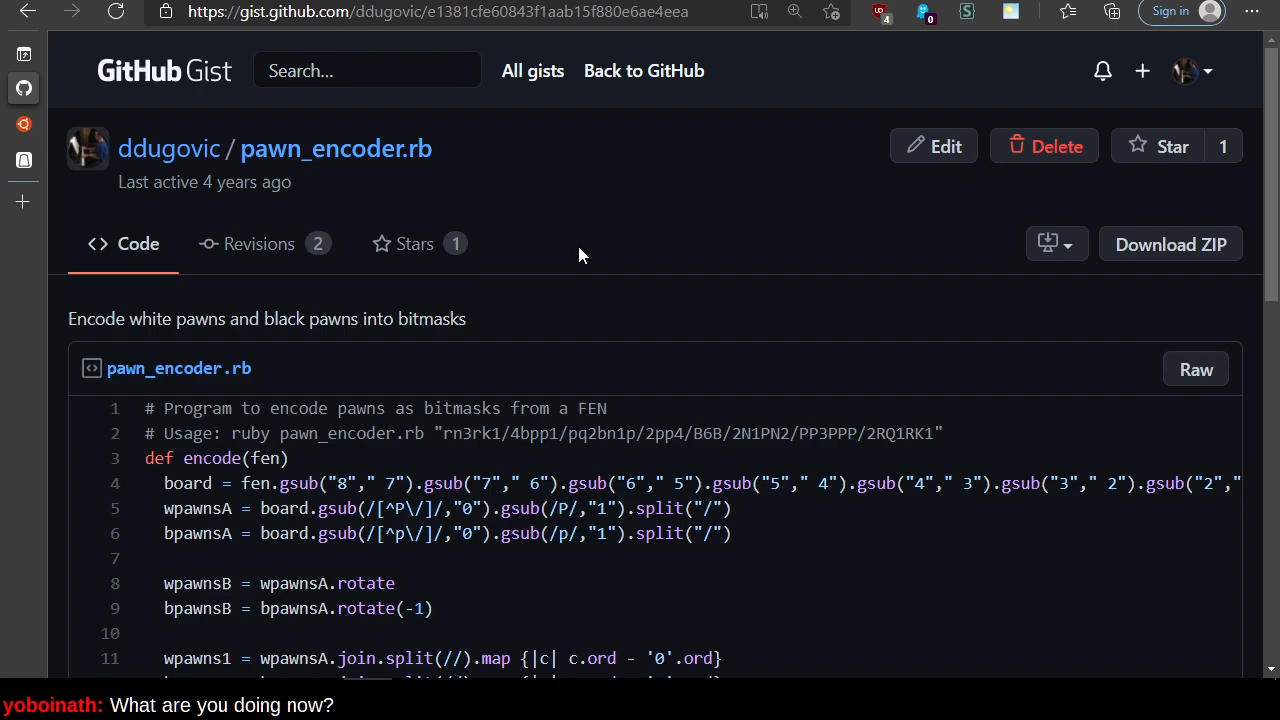 https://gist.github.com/ddugovic/e1381cfe60843f1aab15f880e6ae4eea
4
0
Sign in
GitHub Gist
Search...
All gists
Back to GitHub
ddugovic / pawn_encoder.rb
Last active 4 years ago
Edit
Delete
Star
1
<> Code
Revisions 2
Stars 1
Download ZIP
Encode white pawns and black pawns into bitmasks
pawn_encoder.rb
Raw
1 # Program to encode pawns as bitmasks from a FEN
2 # Usage: ruby pawn_encoder.rb "rn3rk1/4bpp1/pq2bn1p/2pp4/B6B/2N1PN2/PP3PPP/2RQ1RK1"
3 def encode(fen)
4 board = fen.gsub("8"," 7").gsub("7"," 6").gsub("6"," 5").gsub("5"," 4").gsub("4"," 3").gsub("3"," 2").gsub("2","
5 wpawnsA = board.gsub(/[^P\/]/,"0").gsub(/P/,"1").split("/")
6 bpawnsA = board.gsub(/[^p\/]/,"0").gsub(/p/,"1").split("/")
7
8 wpawnsB = wpawnsA.rotate
9 bpawnsB = bpawnsA.rotate(-1)
10
11 wpawns1 = wpawnsA.join.split(//).map {|c| c.ord - '0'.ord}
yoboinath: What are you doing now?